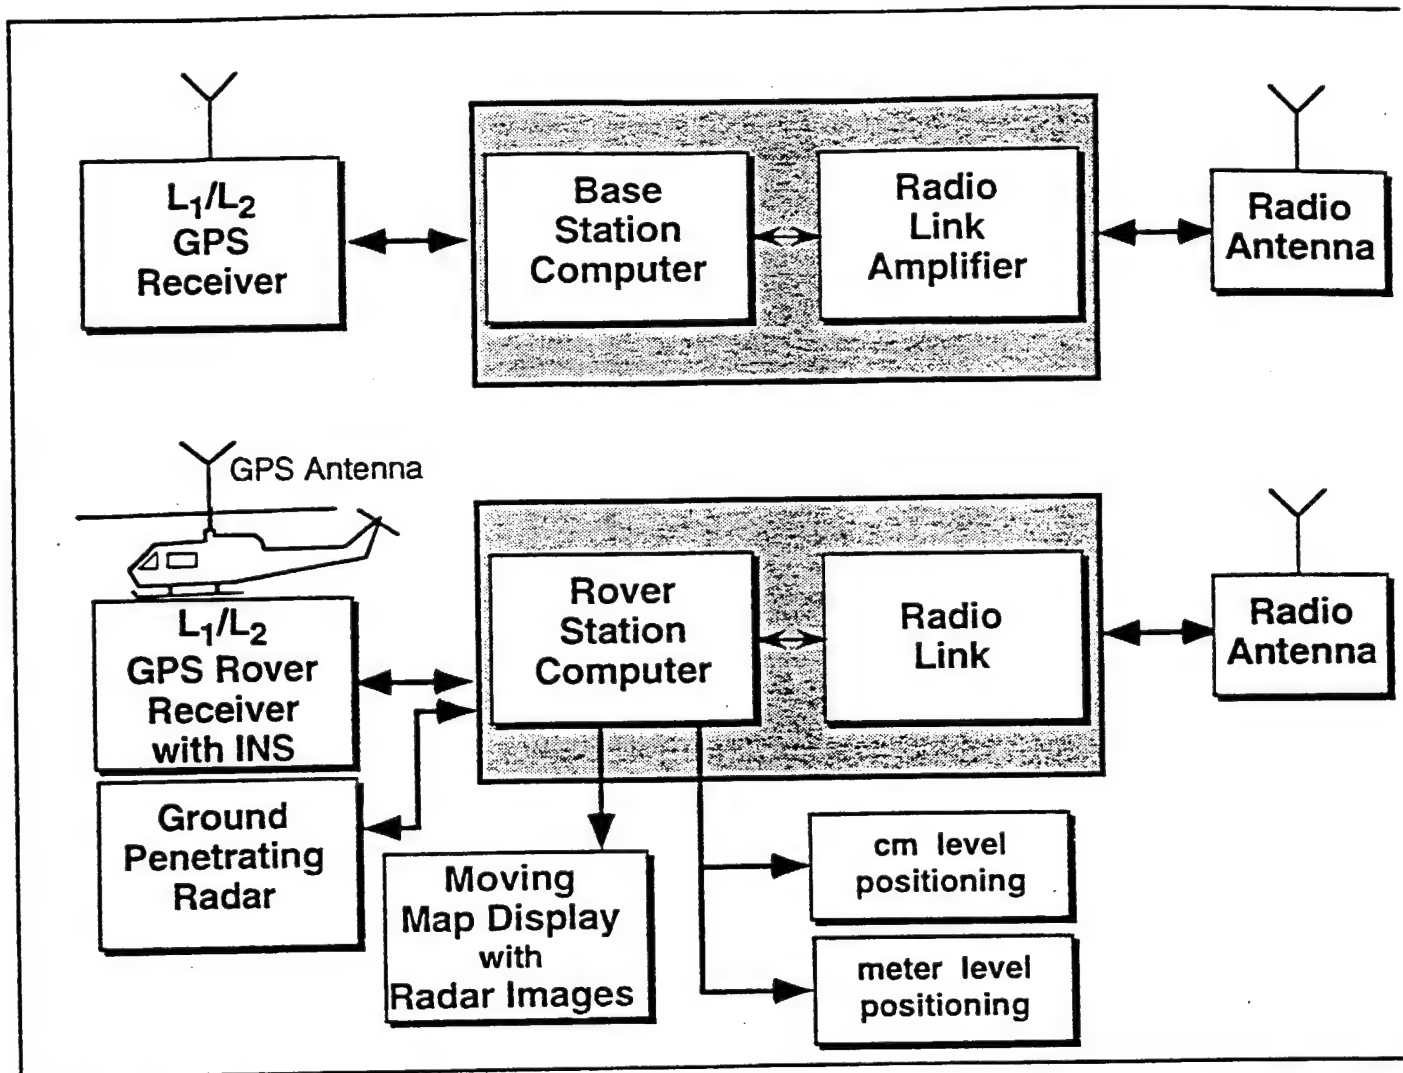 L₁/L₂
GPS
Receiver
Base
Station
Computer
Radio
Link
Amplifier
Radio
Antenna
GPS Antenna
L₁/L₂
GPS Rover
Receiver
with INS
Rover
Station
Computer
Radio
Link
Radio
Antenna
Ground
Penetrating
Radar
Moving
Map Display
with
Radar Images
cm level
positioning
meter level
positioning